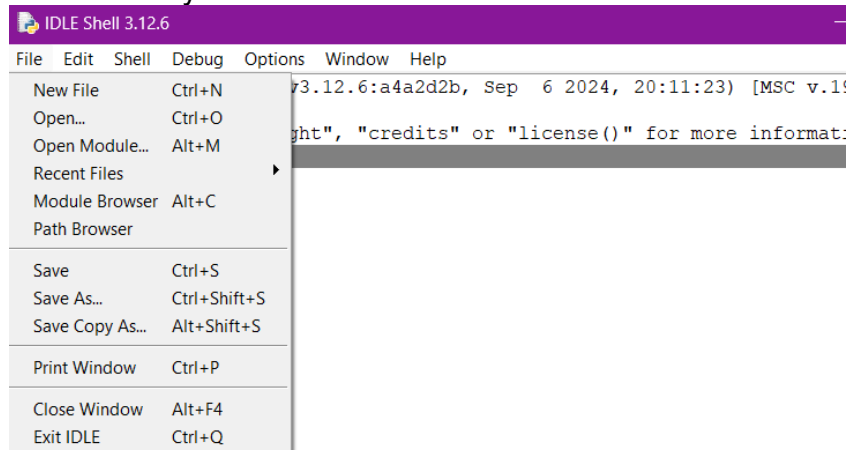 IDLE Shell 3.12.6
File Edit Shell Debug Options Window Help
New File Ctrl+N
v3.12.6:a4a2d2b, Sep 6 2024, 20:11:23) [MSC v.19
Open... Ctrl+O
ght", "credits" or "license()" for more informati
Open Module... Alt+M
Recent Files
Module Browser Alt+C
Path Browser
Save Ctrl+S
Save As... Ctrl+Shift+S
Save Copy As... Alt+Shift+S
Print Window Ctrl+P
Close Window Alt+F4
Exit IDLE Ctrl+Q